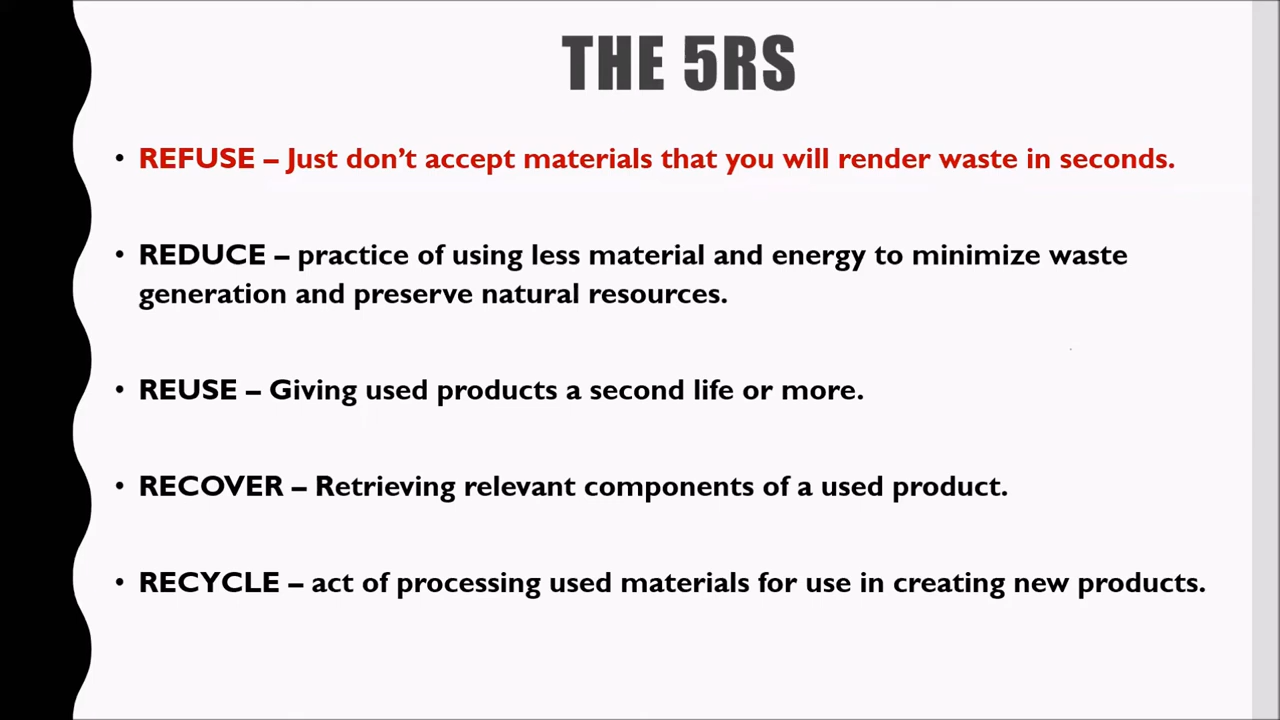 THE 5RS
• REFUSE – Just don’t accept materials that you will render waste in seconds.
• REDUCE – practice of using less material and energy to minimize waste
generation and preserve natural resources.
• REUSE – Giving used products a second life or more.
• RECOVER – Retrieving relevant components of a used product.
• RECYCLE – act of processing used materials for use in creating new products.